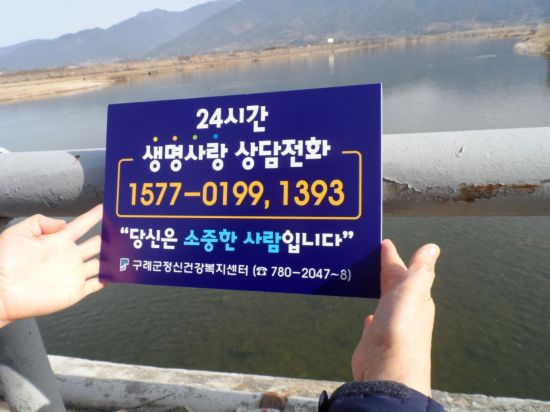 24시간
생명사랑 상담전화
1577-0199, 1393
“당신은 소중한 사람입니다”
구례군정신건강복지센터 (☎ 780-2047~8)